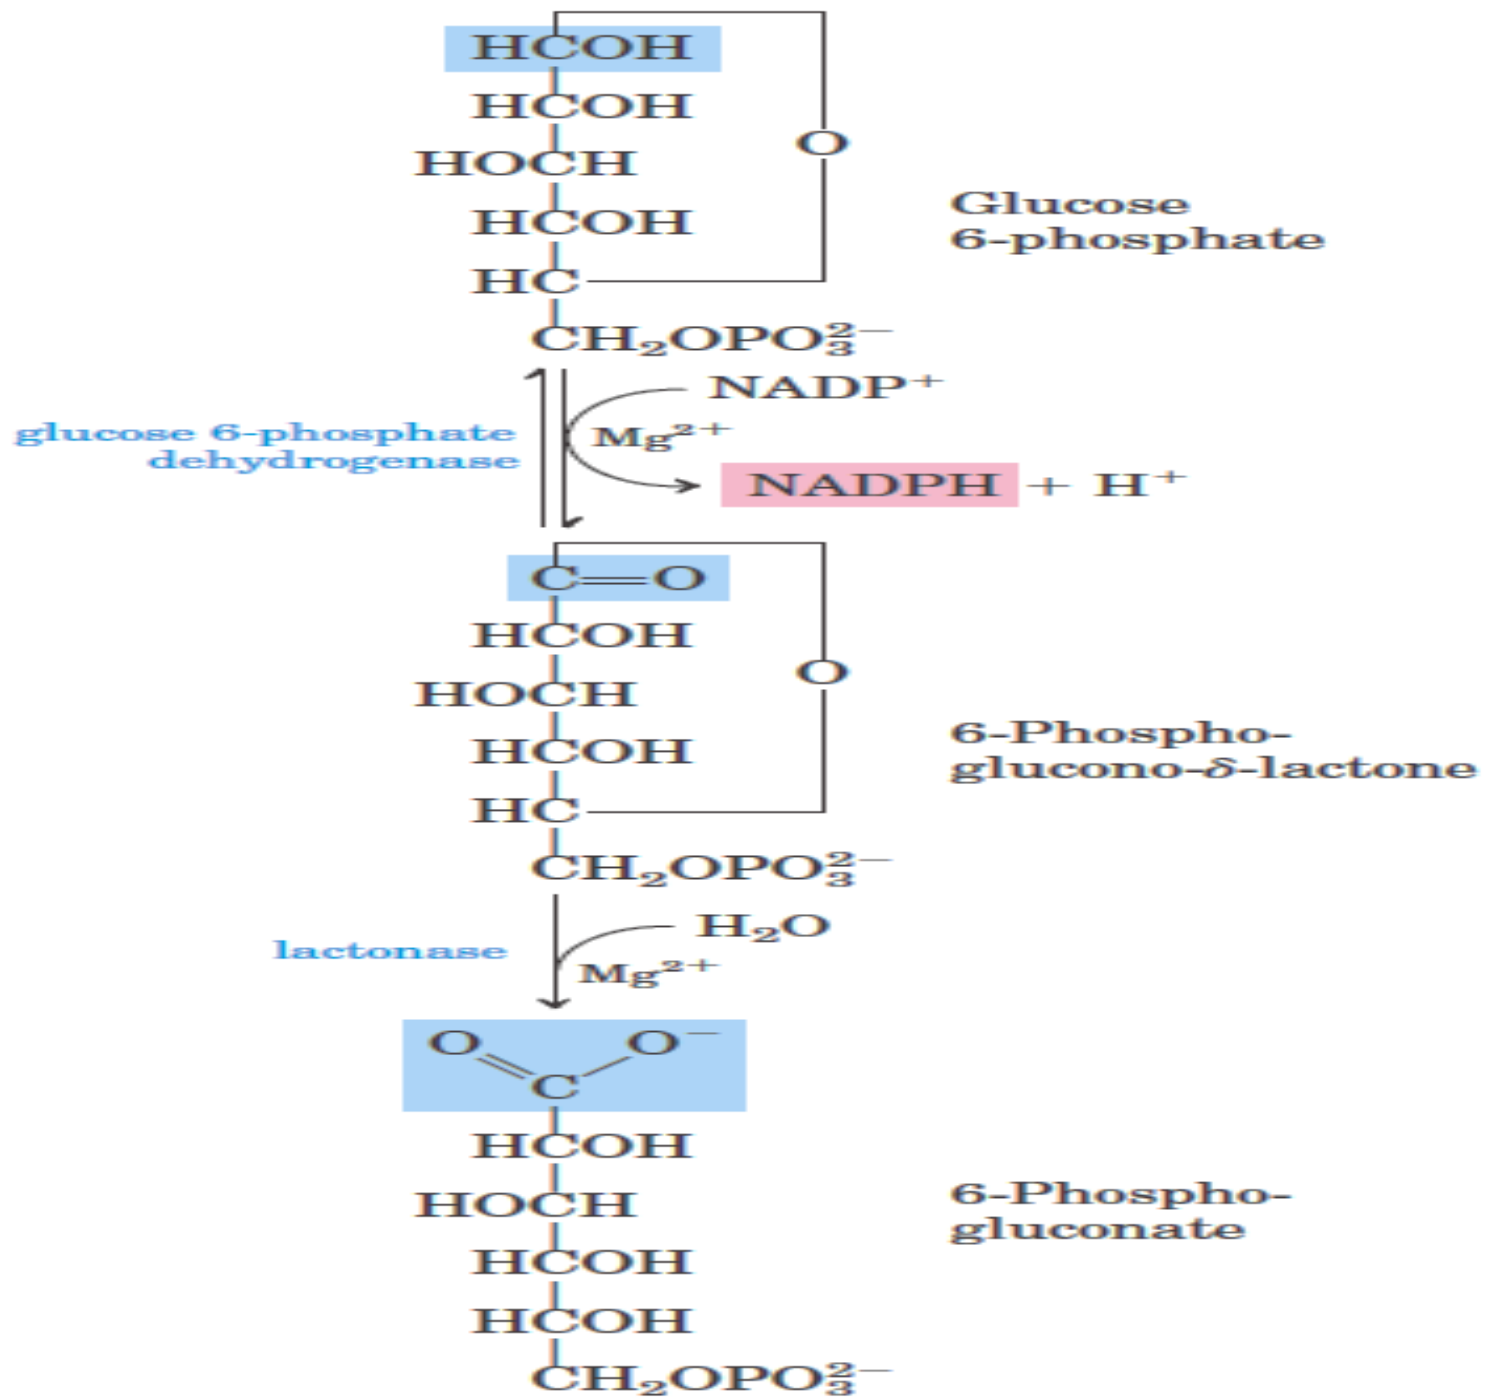 HCOH
HCOH
O
HOCH
HCOH
Glucose
6-phosphate
HC
CH₂OPO₃²⁻
NADP⁺
glucose 6-phosphate
dehydrogenase
Mg²⁺
NADPH + H⁺
C=O
HCOH
O
HOCH
HCOH
6-Phospho-
glucono-δ-lactone
HC
CH₂OPO₃²⁻
H₂O
lactonase
Mg²⁺
O O⁻
C
HCOH
HOCH
6-Phospho-
gluconate
HCOH
HCOH
CH₂OPO₃²⁻